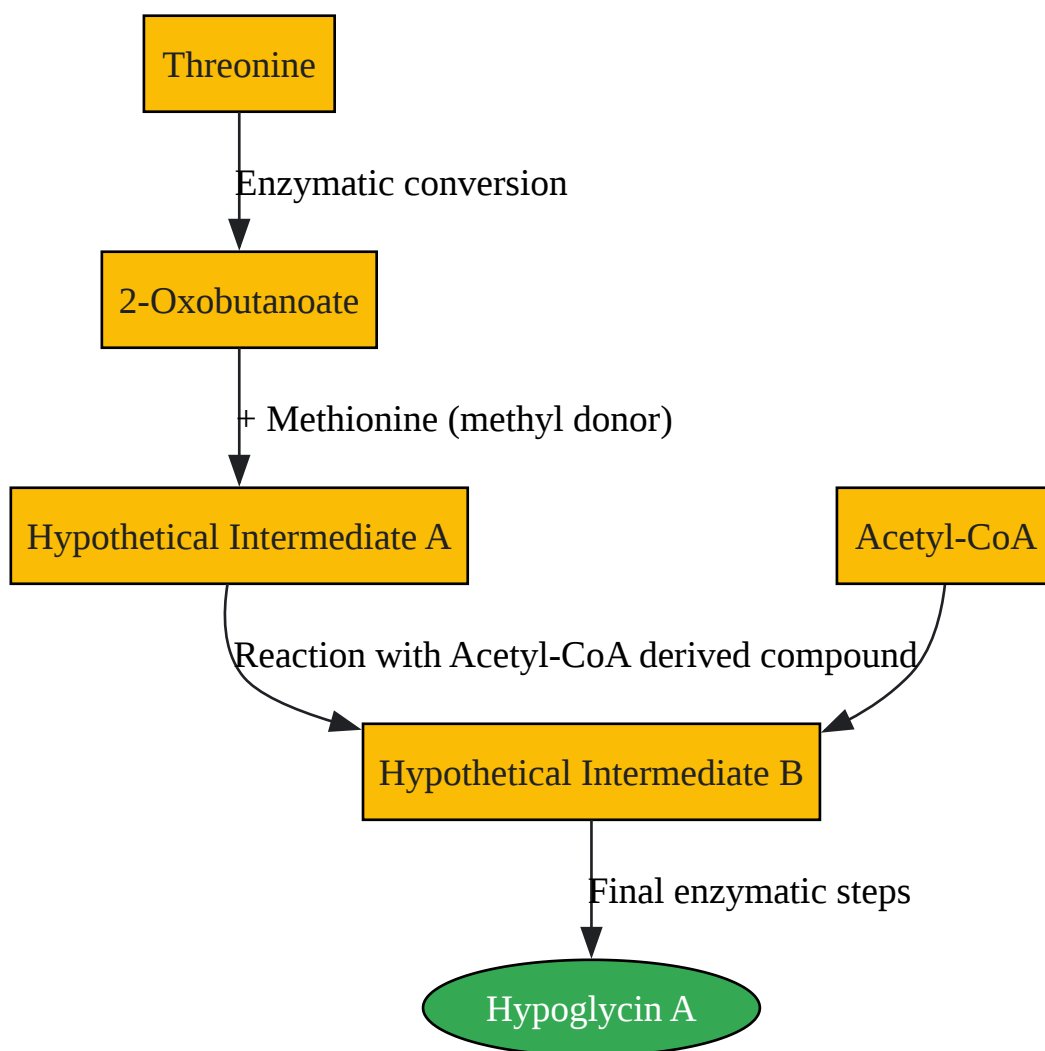 Threonine
Enzymatic conversion
2-Oxobutanoate
+ Methionine (methyl donor)
Hypothetical Intermediate A
Acetyl-CoA
Reaction with Acetyl-CoA derived compound
Hypothetical Intermediate B
Final enzymatic steps
Hypoglycin A